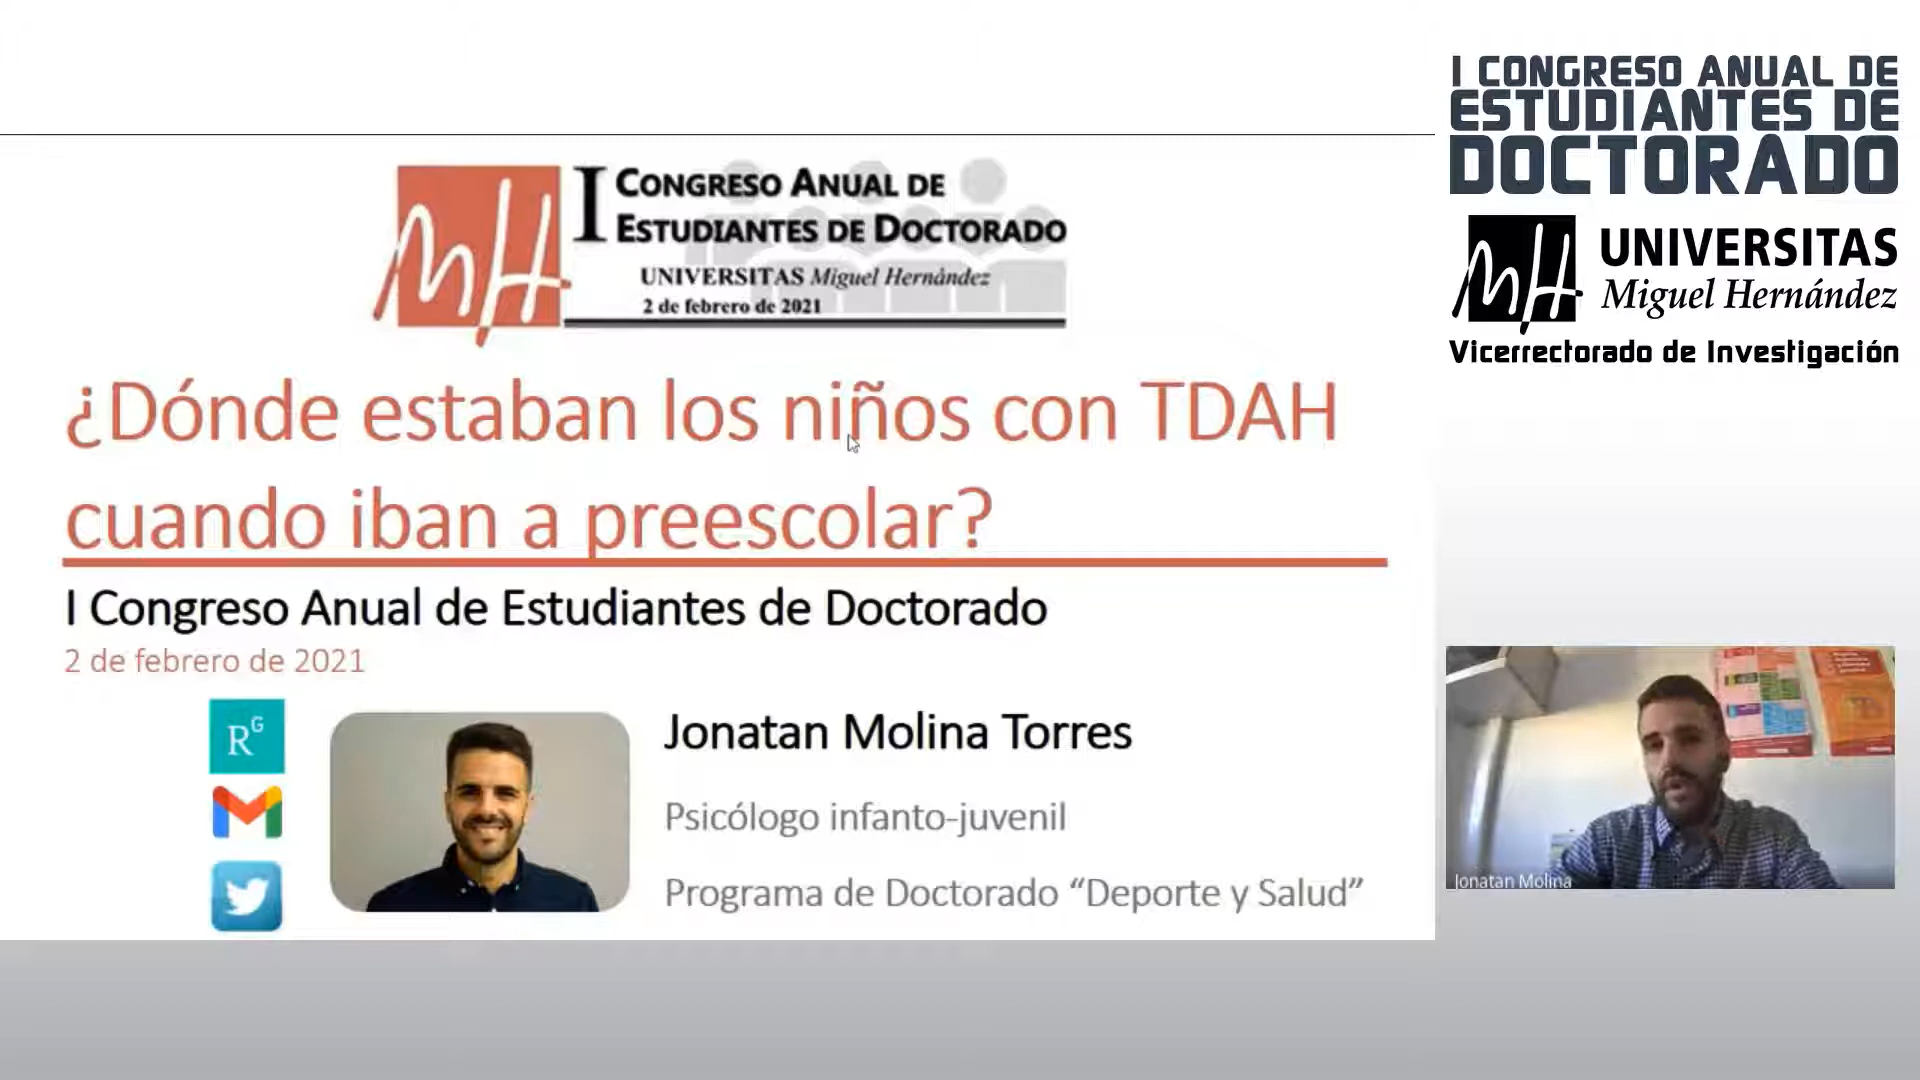 I CONGRESO ANUAL DE
ESTUDIANTES DE DOCTORADO
UNIVERSITAS Miguel Hernández
2 de febrero de 2021
¿Dónde estaban los niños con TDAH
cuando iban a preescolar?
I Congreso Anual de Estudiantes de Doctorado
2 de febrero de 2021
RG
Jonatan Molina Torres
Psicólogo infanto-juvenil
Programa de Doctorado “Deporte y Salud”
I CONGRESO ANUAL DE
ESTUDIANTES DE
DOCTORADO
MH
UNIVERSITAS
Miguel Hernández
Vicerrectorado de Investigación
Jonatan Molina